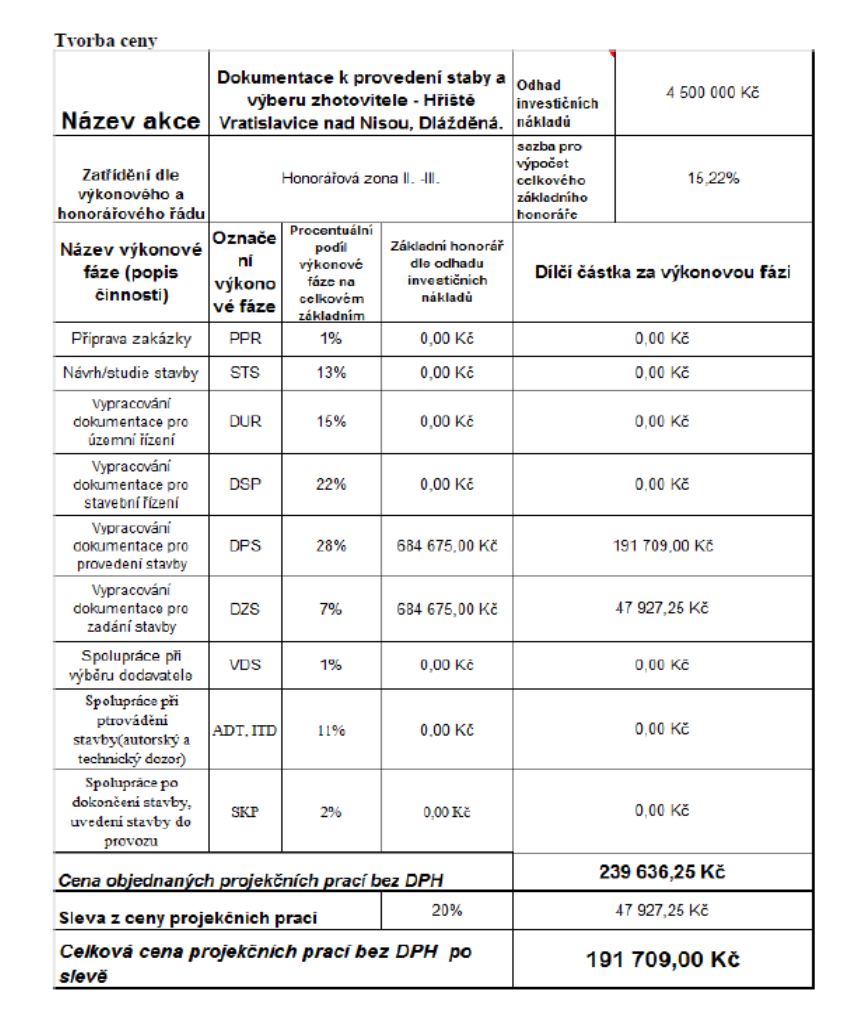 Tvorba ceny
Název akce
Dokumentace k provedení staby a
výberu zhotovitele - Hřiště
Vratislavice nad Nisou, Dlážděná.
Odhad
investičních
nákladů
4 500 000 Kč
Zatřídění dle
výkonového a
honorářového řádu
Honorářová zona II. -III.
sazba pro
výpočet
celkového
základního
honoráře
15,22%
Název výkonové
fáze (popis
činnosti)
Označe
ní
výkono
vé fáze
Procentuální
podíl
výkonové
fáze na
celkovém
základním
Základní honorář
dle odhadu
investičních
nákladů
Dílčí částka za výkonovou fázi
Příprava zakázky
PPR
1%
0,00 Kč
0,00 Kč
Návrh/studie stavby
STS
13%
0,00 Kč
0,00 Kč
Vypracování
dokumentace pro
územní řízení
DUR
15%
0,00 Kč
0,00 Kč
Vypracování
dokumentace pro
stavební řízení
DSP
22%
0,00 Kč
0,00 Kč
Vypracování
dokumentace pro
provedení stavby
DPS
28%
684 675,00 Kč
191 709,00 Kč
Vypracování
dokumentace pro
zadání stavby
DZS
7%
684 675,00 Kč
47 927,25 Kč
Spolupráce při
výběru dodavatele
VDS
1%
0,00 Kč
0,00 Kč
Spolupráce při
ptrovádění
stavby(autorský a
technický dozor)
ADT, ITD
11%
0,00 Kč
0,00 Kč
Spolupráce po
dokončení stavby,
uvedení stavby do
provozu
SKP
2%
0,00 Kč
0,00 Kč
Cena objednaných projekčních prací bez DPH
239 636,25 Kč
Sleva z ceny projekčních prací
20%
47 927,25 Kč
Celková cena projekčních prací bez DPH po
slevě
191 709,00 Kč